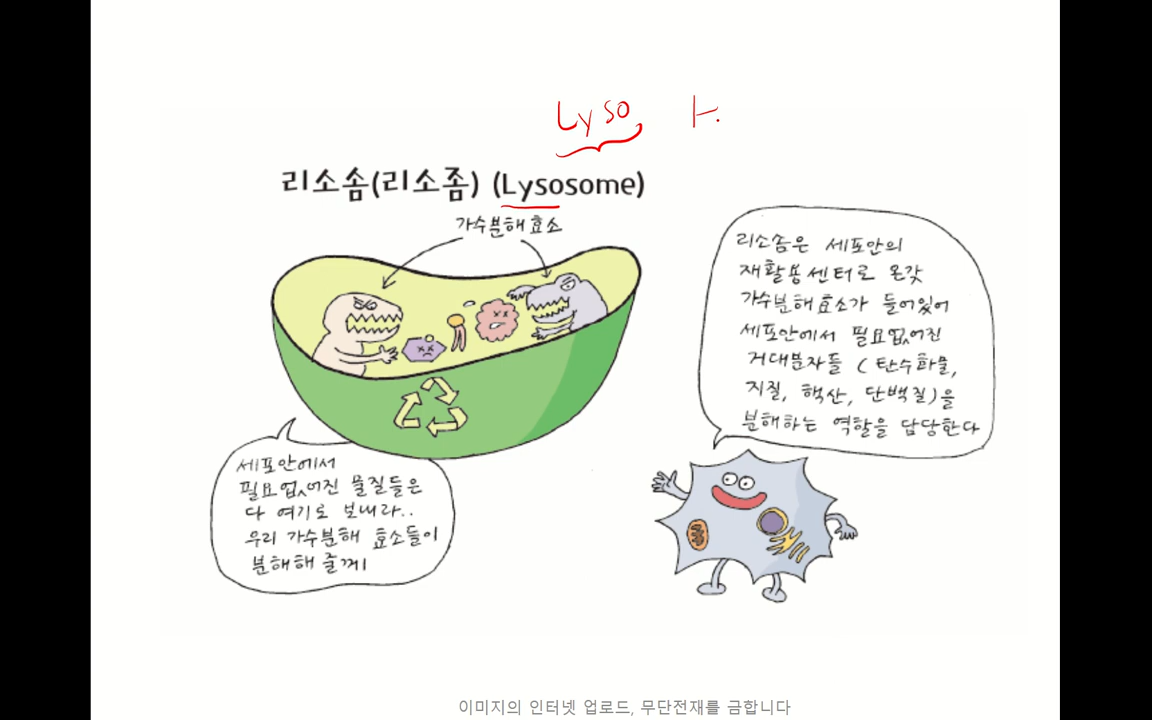 Lyso
리소솜(리소좀) (Lysosome)
가수분해효소
리소솜은 세포안의
재활용센터로 온갖
가수분해효소가 들어있어
세포안에서 필요없어진
거대분자들 (탄수화물,
지질, 핵산, 단백질)을
분해하는 역할을 담당한다
세포안에서
필요없어진 물질들은
다 여기로 보내라..
우리 가수분해 효소들이
분해해 줄께!
이미지의 인터넷 업로드, 무단전재를 금합니다